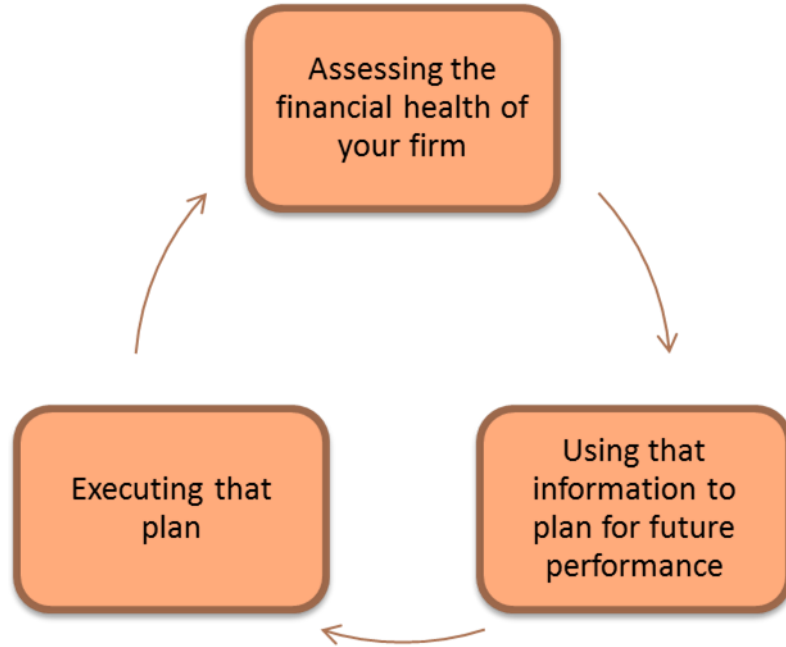 Assessing the
financial health of
your firm
Using that
information to
plan for future
performance
Executing that
plan